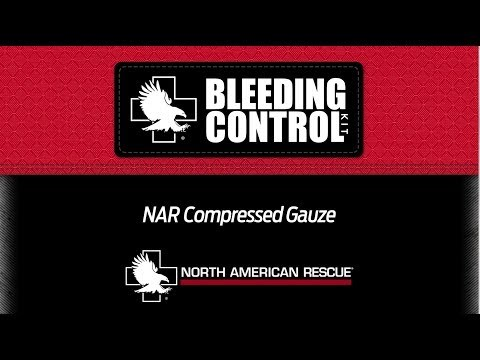 BLEEDING
CONTROL
KIT
®
NAR Compressed Gauze
NORTH AMERICAN RESCUE®
®